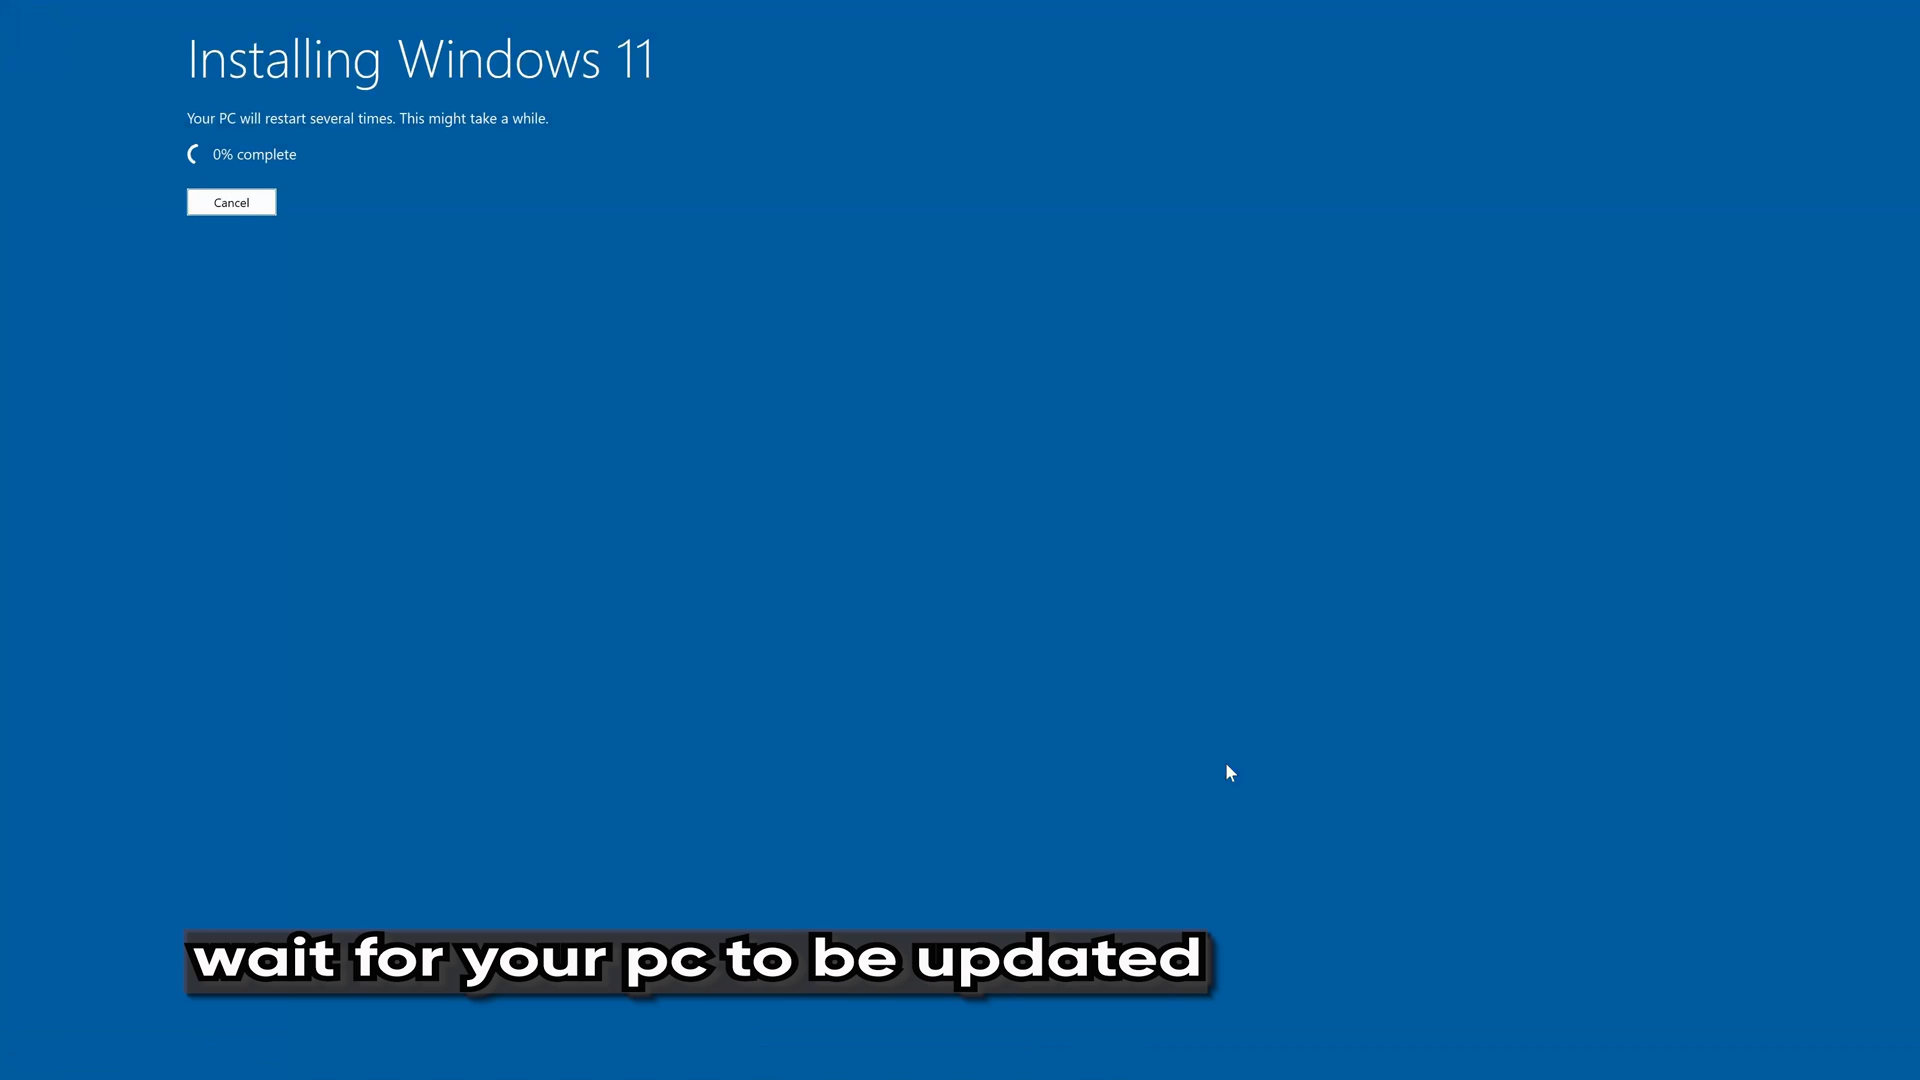 Installing Windows 11
Your PC will restart several times. This might take a while.
0% complete
Cancel
wait for your pc to be updated